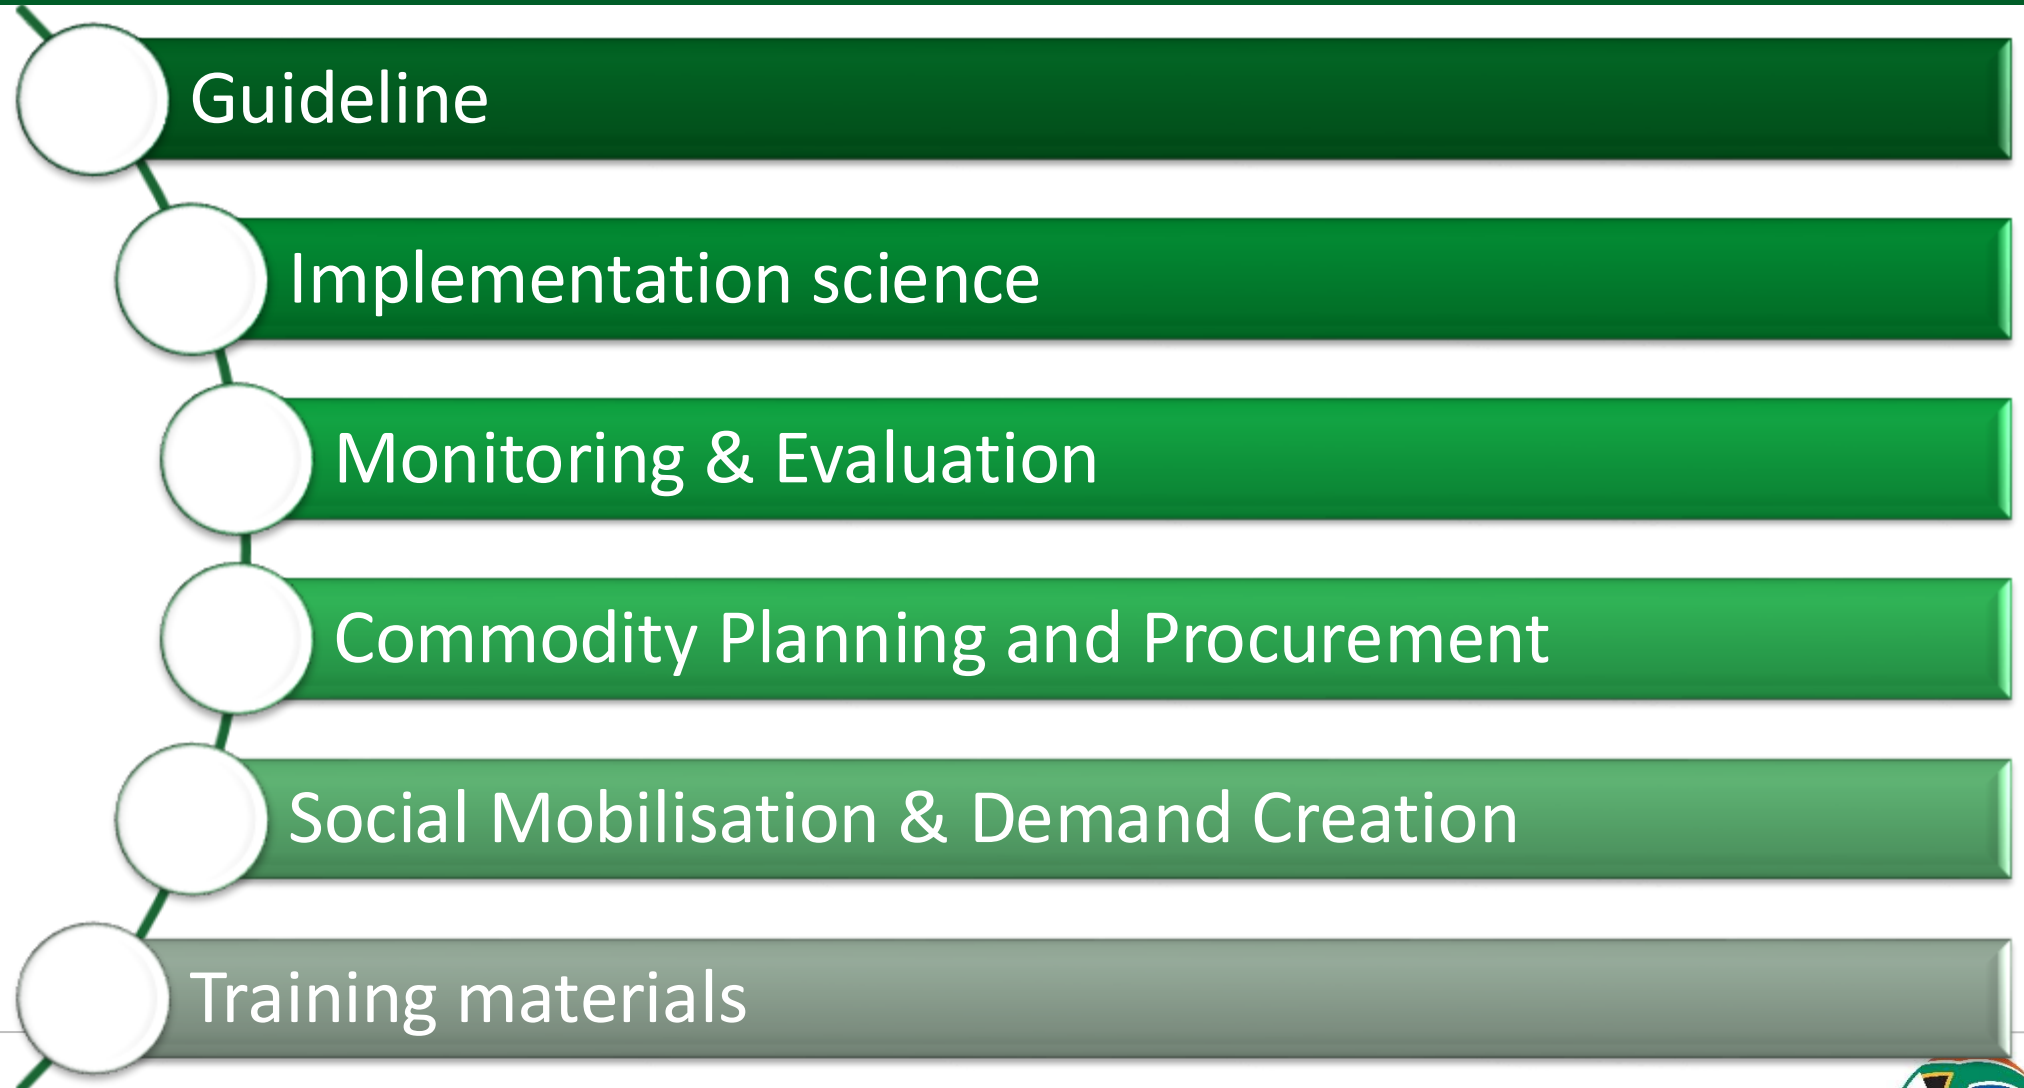 Guideline
Implementation science
Monitoring & Evaluation
Commodity Planning and Procurement
Social Mobilisation & Demand Creation
Training materials